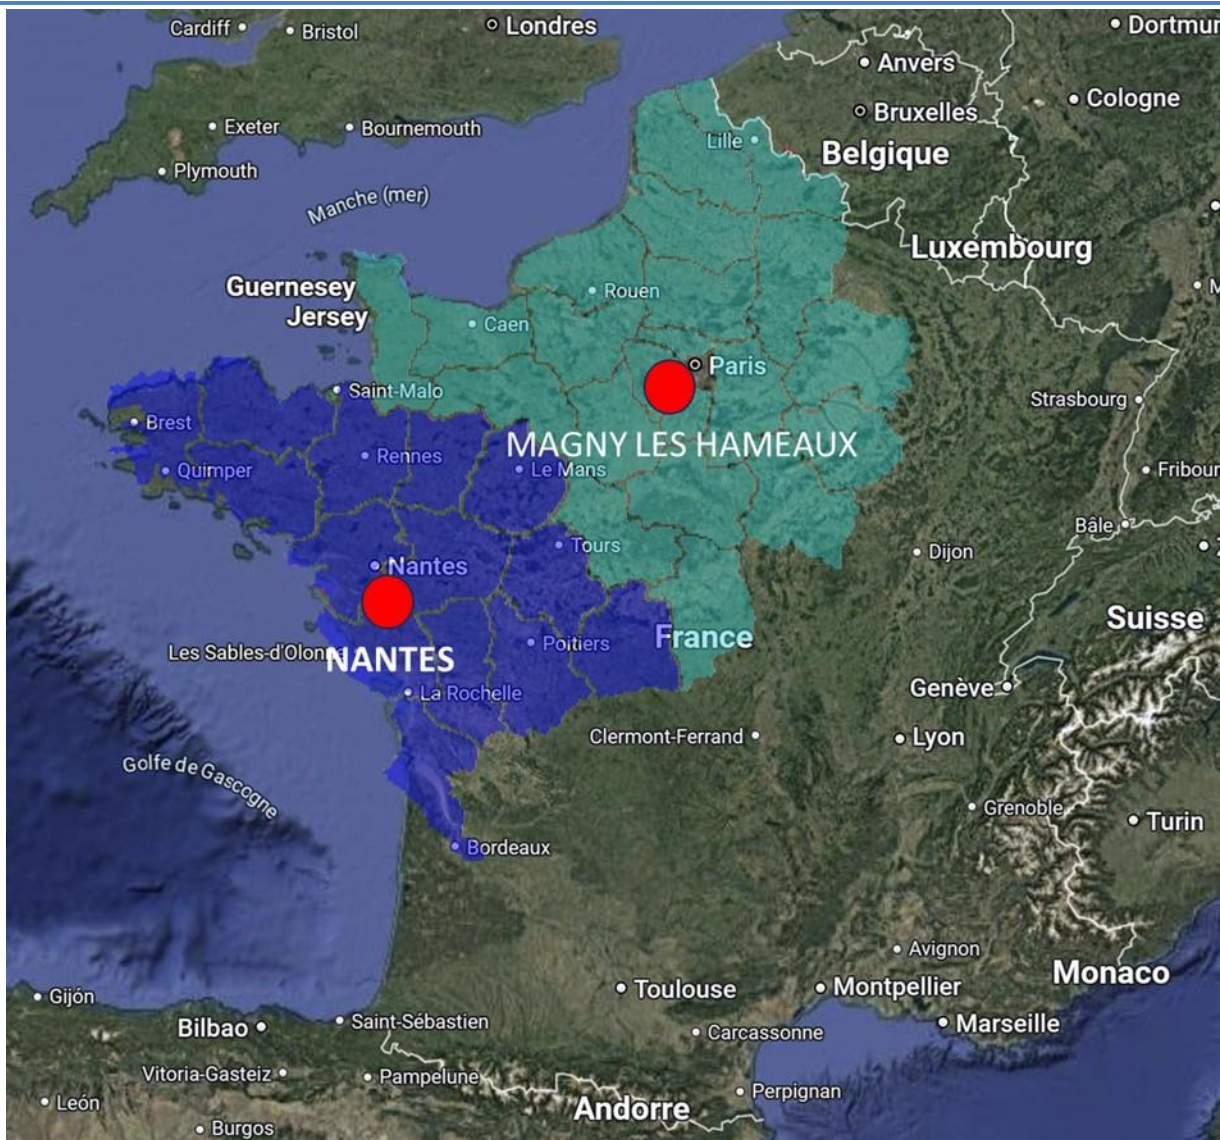 Cardiff
Bristol
Londres
Dortmur
Anvers
Cologne
Bruxelles
Exeter
Bournemouth
Lille
Belgique
Plymouth
Manche (mer)
Luxembourg
Guernesey
Jersey
Rouen
M
Caen
Paris
Saint-Malo
Strasbourg
Brest
MAGNY LES HAMEAUX
Rennes
Quimper
Le Mans
Fribour
Bâle
Tours
Dijon
Nantes
Suisse
France
Poitiers
Les Sables-d'Olonn
NANTES
Genève
La Rochelle
Clermont-Ferrand
Lyon
Golfe de Gascogne
Grenoble
Turin
Bordeaux
Avignon
Monaco
Toulouse
Montpellier
Gijón
Bilbao
Saint-Sébastien
Marseille
Carcassonne
Vitoria-Gasteiz
Pampelune
Perpignan
León
Andorre
Burgos